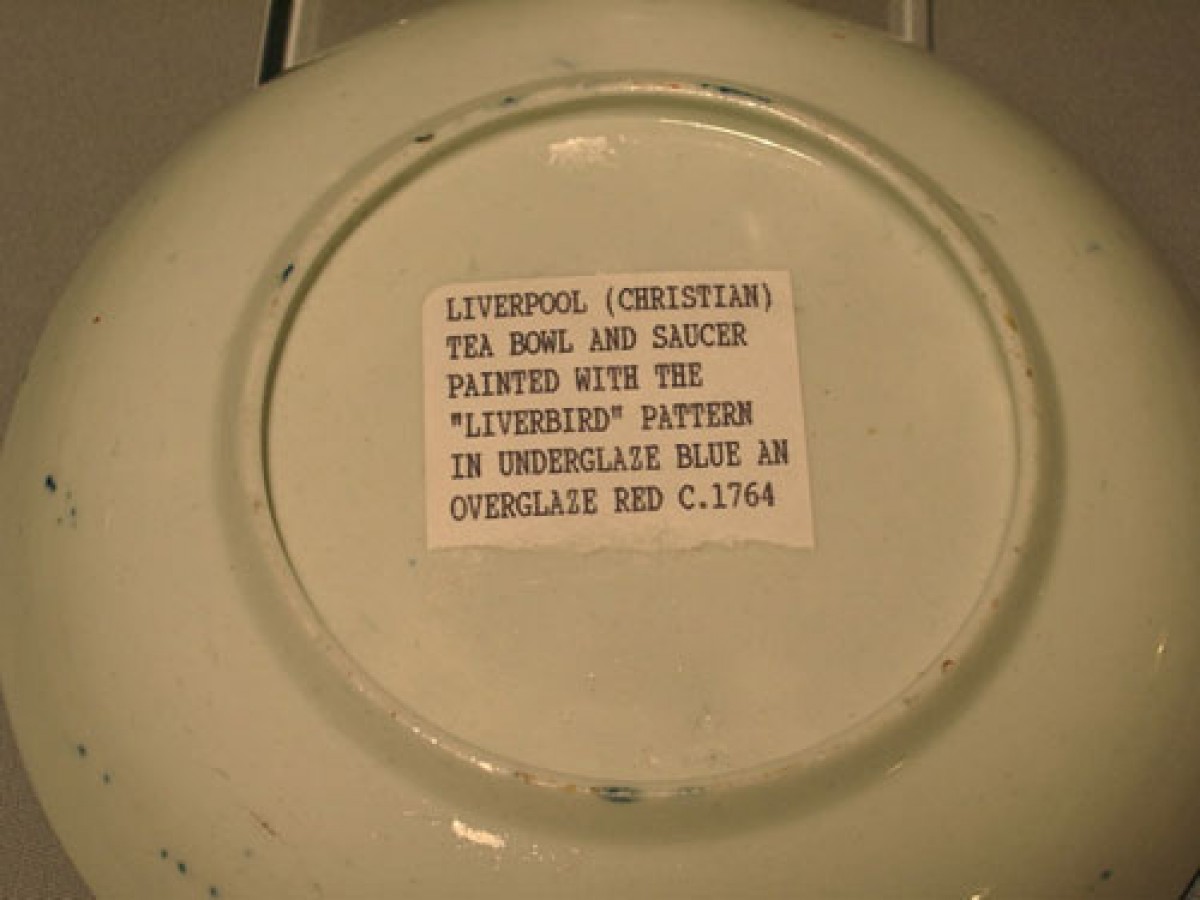 LIVERPOOL (CHRISTIAN)
TEA BOWL AND SAUCER
PAINTED WITH THE
"LIVERBIRD" PATTERN
IN UNDERGLAZE BLUE AN
OVERGLAZE RED C.1764